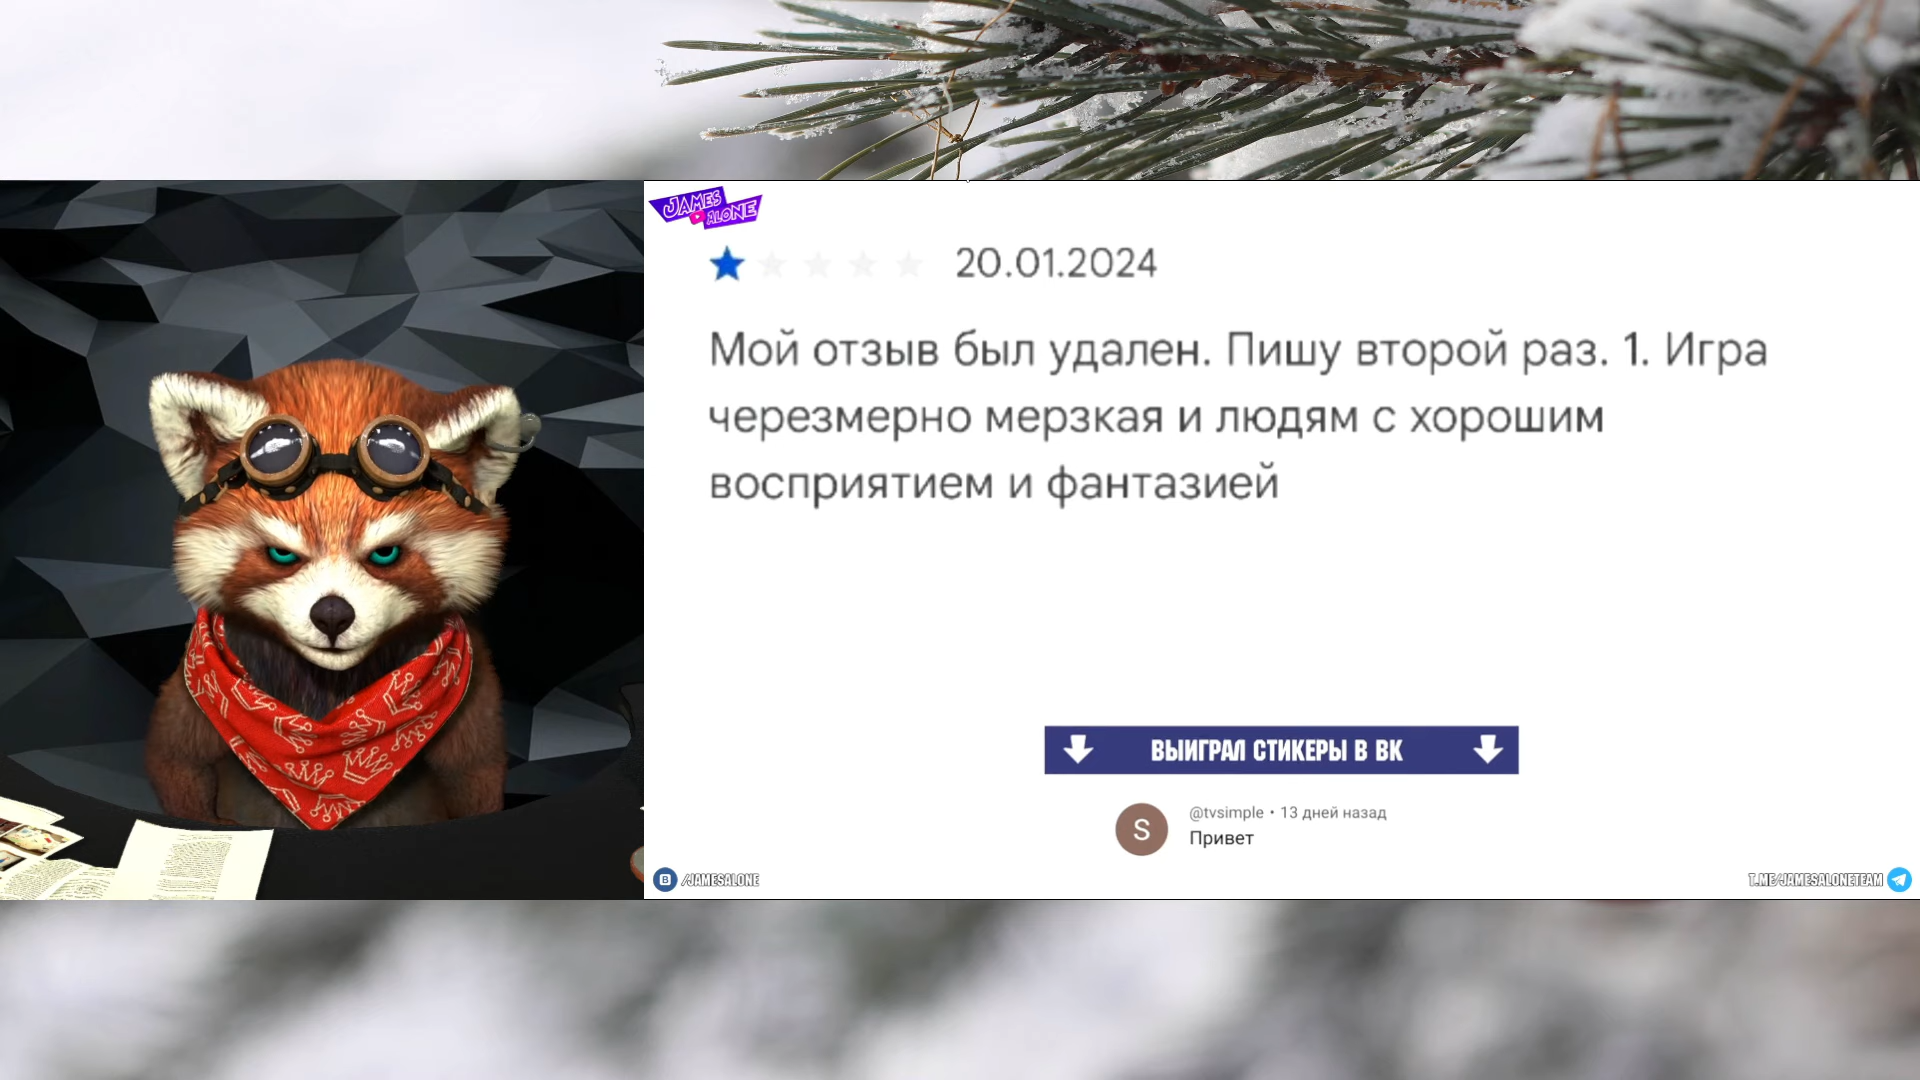 JAMES
ALONE
20.01.2024
Мой отзыв был удален. Пишу второй раз. 1. Игра
черезмерно мерзкая и людям с хорошим
восприятием и фантазией
ВЫИГРАЛ СТИКЕРЫ В ВК
S
@tvsimple • 13 дней назад
Привет
B /JAMESALONE
T.ME/JAMESALONETEAM